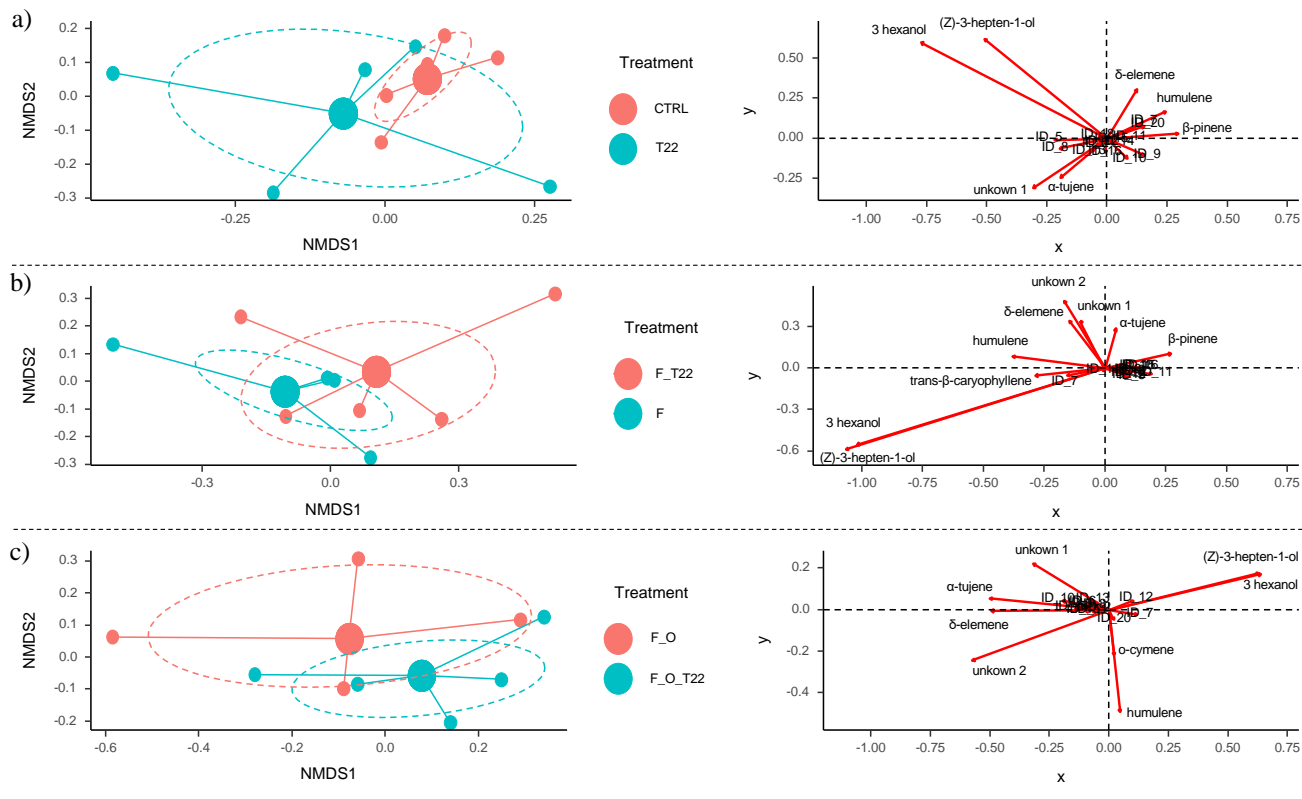 a)
0.2
0.1
0.0
-0.1
-0.2
-0.3
NMDS2
-0.25
0.00
0.25
NMDS1
Treatment
CTRL
T22
0.50
0.25
0.00
-0.25
y
3 hexanol
(Z)-3-hepten-1-ol
δ-elemene
humulene
β-pinene
ID_20
ID_5
ID_8
ID_9
ID_10
unkown 1
α-tujene
-1.00
-0.75
-0.50
-0.25
0.00
0.25
0.50
0.75
x
b)
0.3
0.2
0.1
0.0
-0.1
-0.2
-0.3
NMDS2
-0.3
0.0
0.3
NMDS1
Treatment
F_T22
F
0.3
0.0
-0.3
-0.6
y
unkown 2
δ-elemene
unkown 1
α-tujene
humulene
β-pinene
trans-β-caryophyllene
ID_7
3 hexanol
(Z)-3-hepten-1-ol
-1.00
-0.75
-0.50
-0.25
0.00
0.25
0.50
0.75
x
c)
0.3
0.2
0.1
0.0
-0.1
-0.2
NMDS2
-0.6
-0.4
-0.2
0.0
0.2
NMDS1
Treatment
F_O
F_O_T22
0.2
0.0
-0.2
-0.4
y
unkown 1
(Z)-3-hepten-1-ol
3 hexanol
α-tujene
ID_12
ID_7
ID_20
δ-elemene
o-cymene
unkown 2
humulene
-1.00
-0.75
-0.50
-0.25
0.00
0.25
0.50
0.75
x